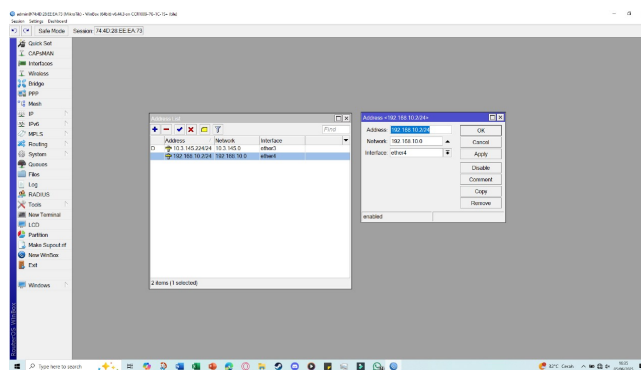 Session Settings Dashboard
Safe Mode Session: 74:4D:28:EE:EA:73
Quick Set
CAPsMAN
Interfaces
Wireless
Bridge
PPP
Mesh
IP
IPv6
MPLS
Routing
System
Queues
Files
Log
RADIUS
Tools
New Terminal
LCD
Partition
Make Supout.rif
New WinBox
Exit
Windows
RouterOS WinBox
Address List
Find
Address Network Interface
D 10.3.145.224/24 10.3.145.0 ether3
192.168.10.2/24 192.168.10.0 ether4
2 items (1 selected)
Address <192.168.10.2/24>
Address: 192.168.10.2/24 OK
Network: 192.168.10.0 Cancel
Interface: ether4 Apply
Disable
Comment
Copy
Remove
enabled
Type here to search
32°C Cerah